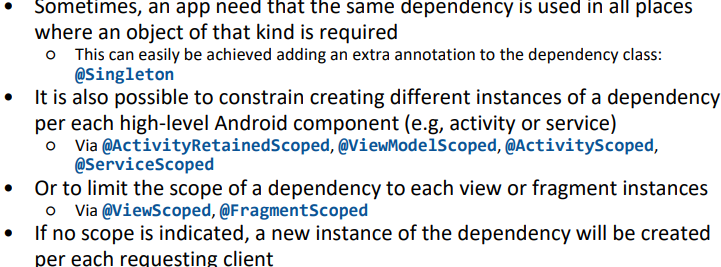 • Sometimes, an app need that the same dependency is used in all places
where an object of that kind is required
o This can easily be achieved adding an extra annotation to the dependency class:
@Singleton
• It is also possible to constrain creating different instances of a dependency
per each high-level Android component (e.g, activity or service)
o Via @ActivityRetainedScoped, @ViewModelScoped, @ActivityScoped,
@ServiceScoped
• Or to limit the scope of a dependency to each view or fragment instances
o Via @ViewScoped, @FragmentScoped
• If no scope is indicated, a new instance of the dependency will be created
per each requesting client